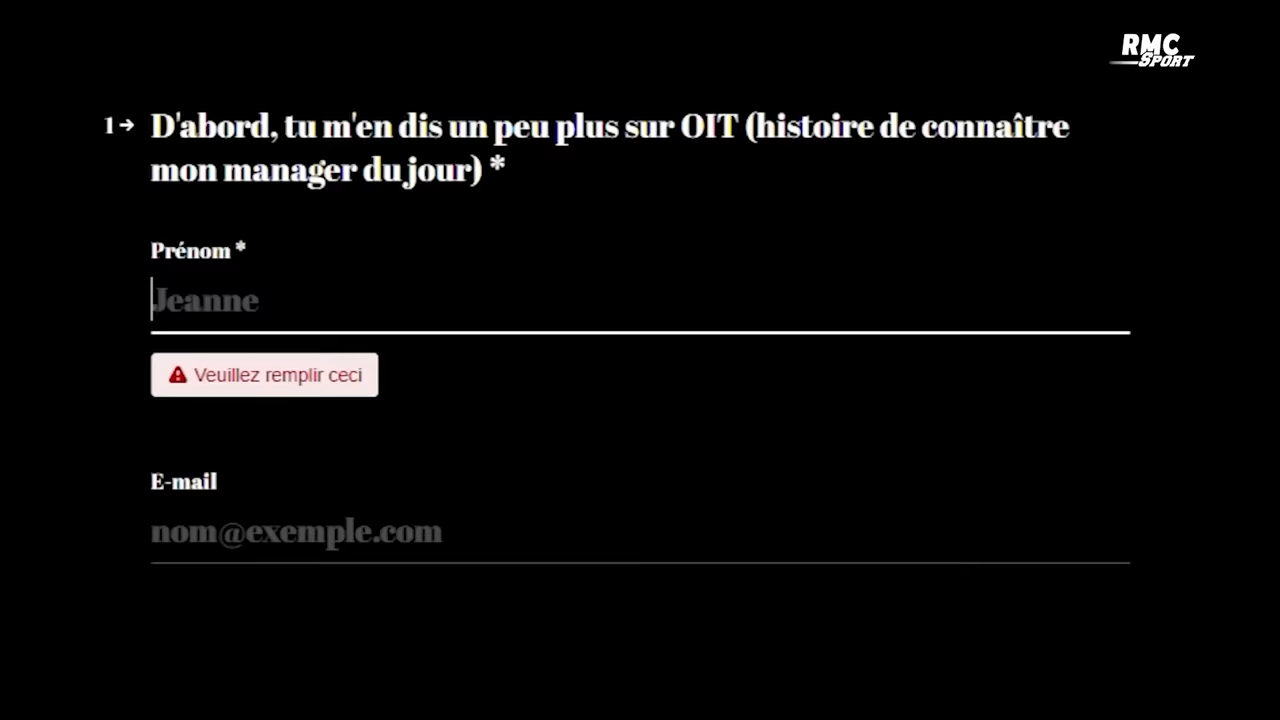 RMC
SPORT
1→ D'abord, tu m'en dis un peu plus sur OIT (histoire de connaître
mon manager du jour) *
Prénom *
Jeanne
Veuillez remplir ceci
E-mail
nom@exemple.com